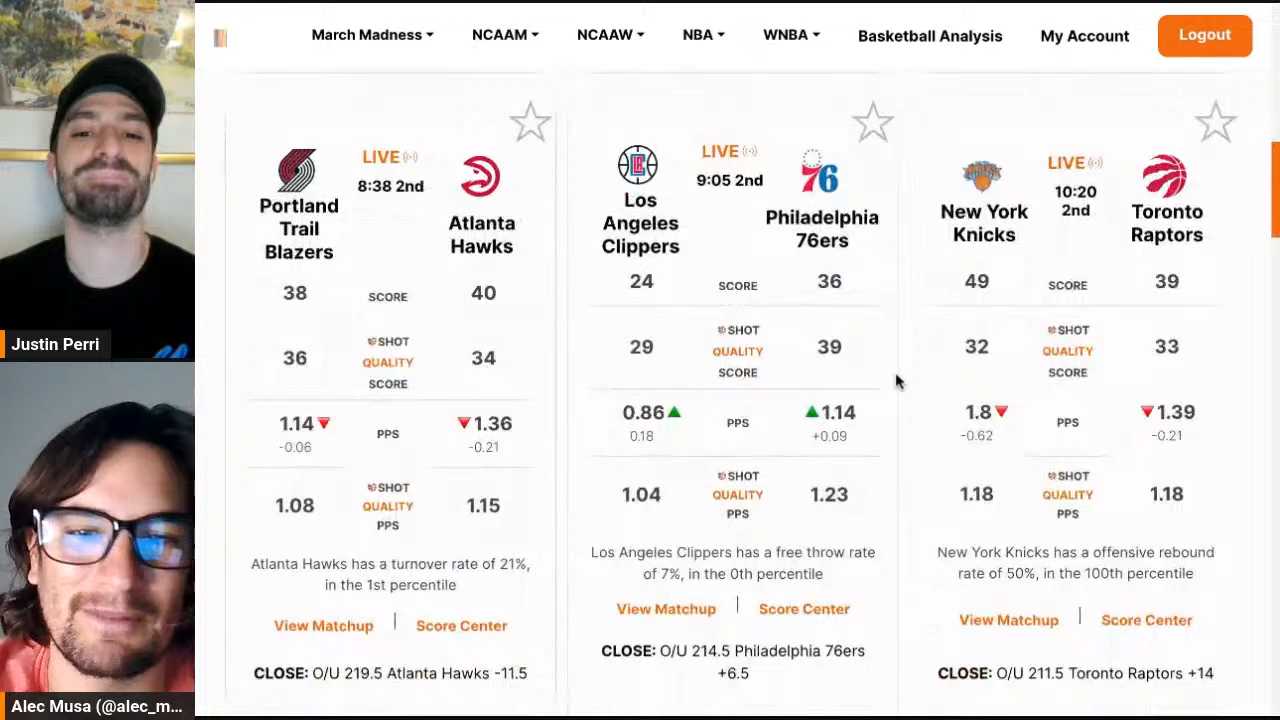 March Madness
NCAAM
NCAAW
NBA
WNBA
Basketball Analysis
My Account
Logout
Portland
Trail
Blazers
LIVE
8:38 2nd
Atlanta
Hawks
38
SCORE
40
36
SHOT
QUALITY
SCORE
34
1.14
-0.06
PPS
1.36
-0.21
1.08
SHOT
QUALITY
PPS
1.15
Atlanta Hawks has a turnover rate of 21%,
in the 1st percentile
View Matchup
Score Center
CLOSE: O/U 219.5 Atlanta Hawks -11.5
Los
Angeles
Clippers
LIVE
9:05 2nd
76
Philadelphia
76ers
24
SCORE
36
29
SHOT
QUALITY
SCORE
39
0.86
0.18
PPS
1.14
+0.09
1.04
SHOT
QUALITY
PPS
1.23
Los Angeles Clippers has a free throw rate
of 7%, in the 0th percentile
View Matchup
Score Center
CLOSE: O/U 214.5 Philadelphia 76ers
+6.5
New York
Knicks
LIVE
10:20
2nd
Toronto
Raptors
49
SCORE
39
32
SHOT
QUALITY
SCORE
33
1.8
-0.62
PPS
1.39
-0.21
1.18
SHOT
QUALITY
PPS
1.18
New York Knicks has a offensive rebound
rate of 50%, in the 100th percentile
View Matchup
Score Center
CLOSE: O/U 211.5 Toronto Raptors +14
Justin Perri
Alec Musa (@alec_m...